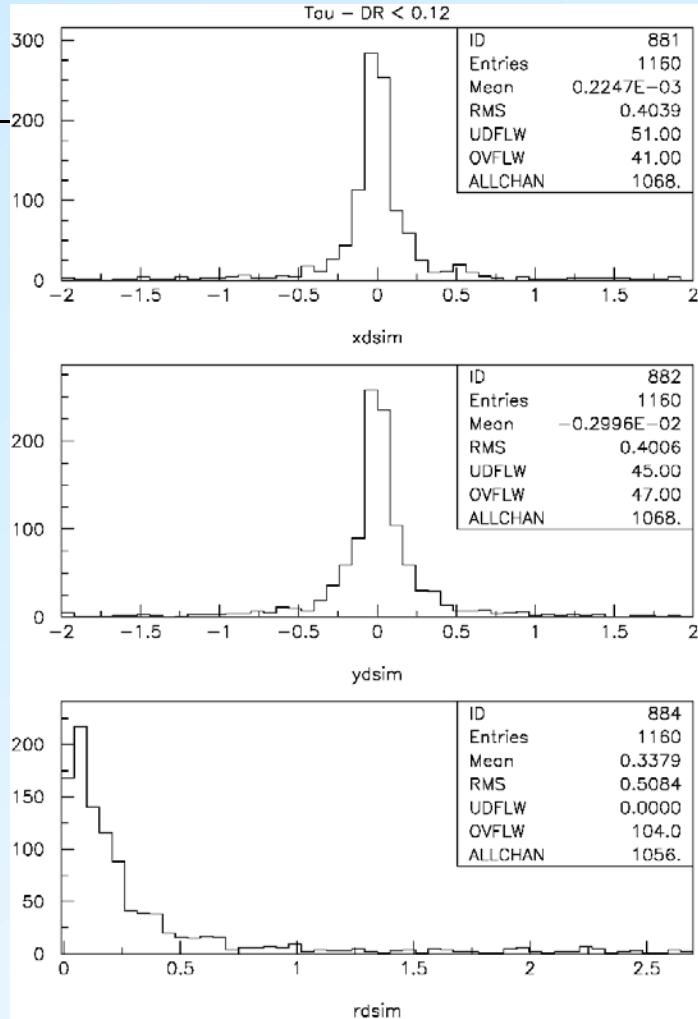 Tau - DR < 0.12
300
200
100
0
ID 881
Entries 1160
Mean 0.2247E-03
RMS 0.4039
UDFLW 51.00
OVFLW 41.00
ALLCHAN 1068.
-2 -1.5 -1 -0.5 0 0.5 1 1.5 2
xdsim
200
100
0
ID 882
Entries 1160
Mean -0.2996E-02
RMS 0.4006
UDFLW 45.00
OVFLW 47.00
ALLCHAN 1068.
-2 -1.5 -1 -0.5 0 0.5 1 1.5 2
ydsim
200
150
100
50
0
ID 884
Entries 1160
Mean 0.3379
RMS 0.5084
UDFLW 0.0000
OVFLW 104.0
ALLCHAN 1056.
0 0.5 1 1.5 2 2.5
rdsim